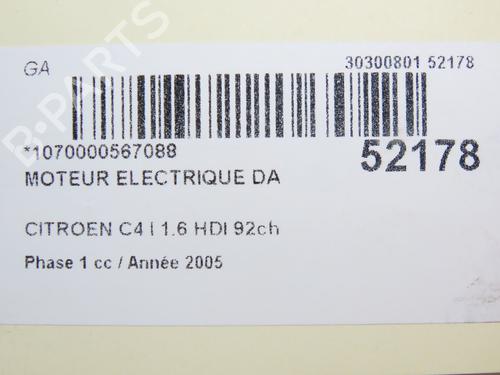 GA
30300801 52178
*1070000567088
52178
MOTEUR ELECTRIQUE DA
CITROEN C4 I 1.6 HDI 92ch
Phase 1 cc / Année 2005
B-PARTS